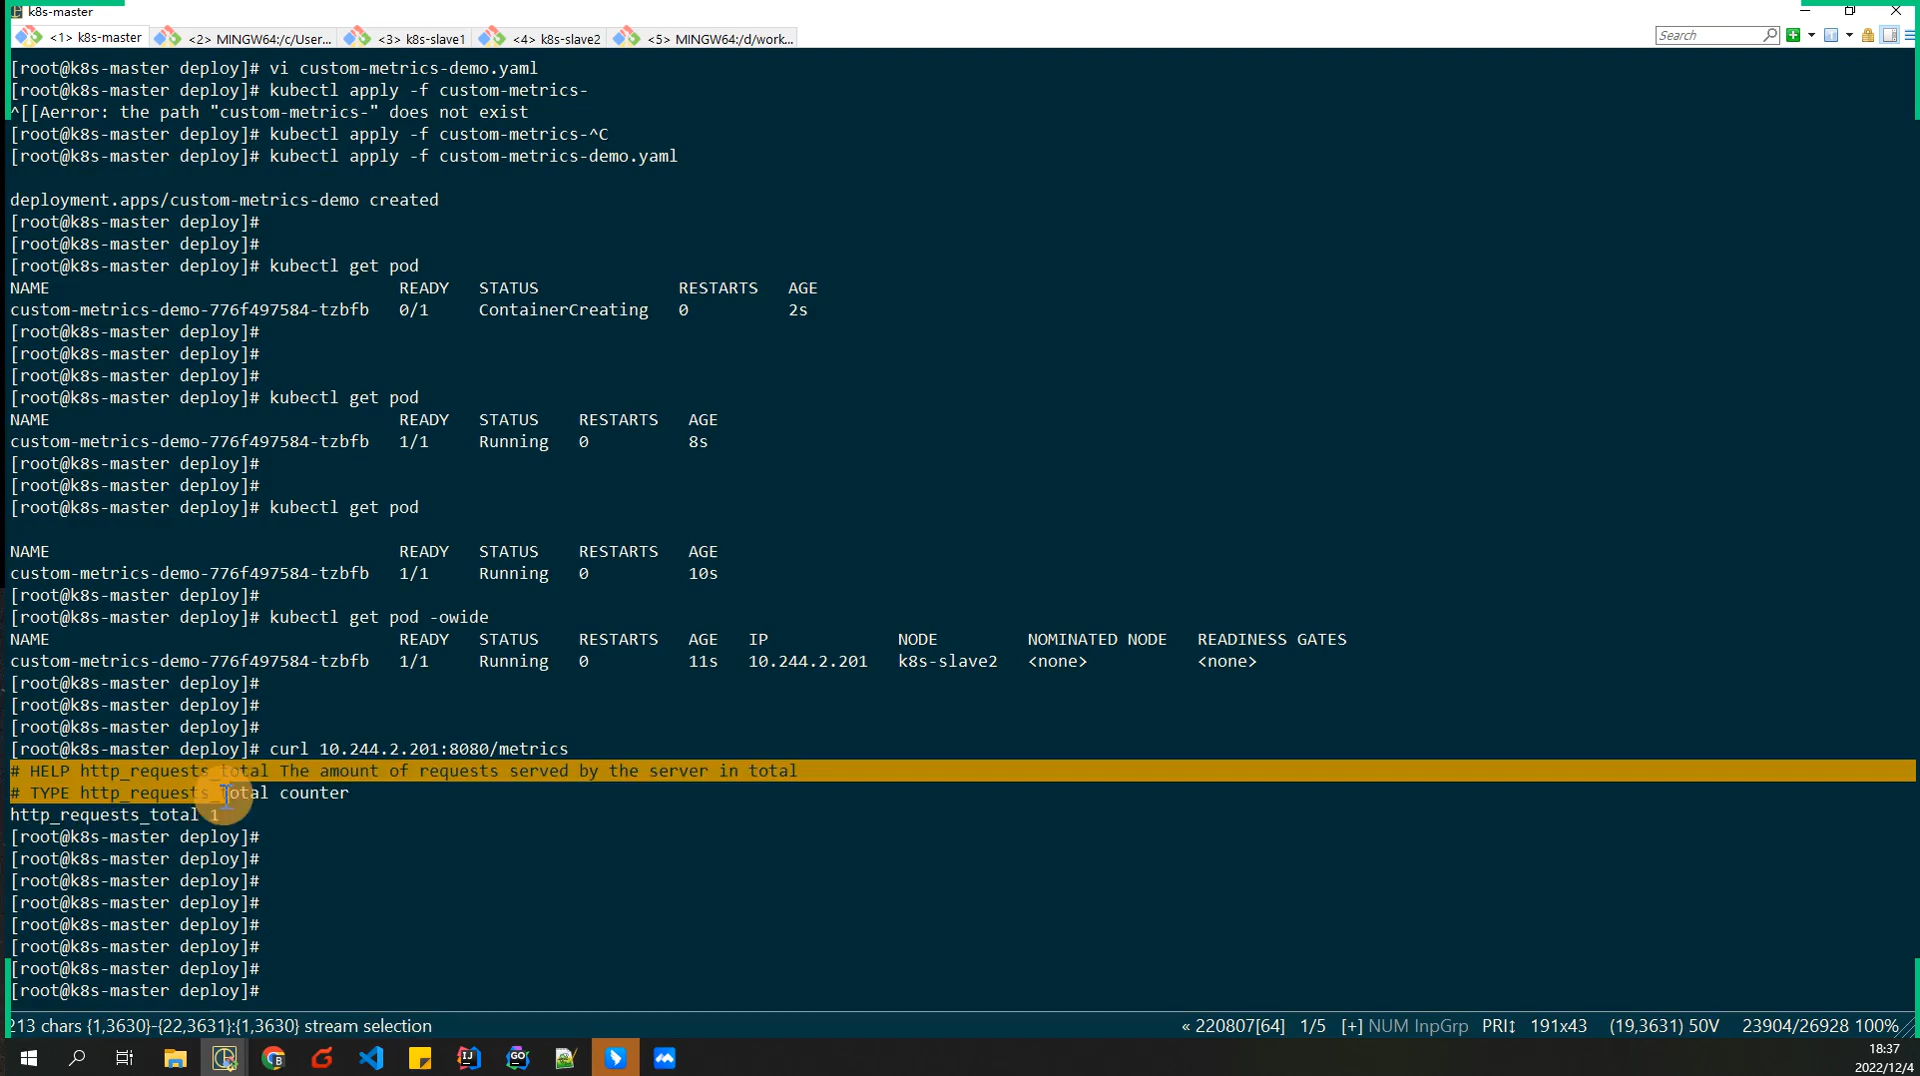 k8s-master
<1> k8s-master
<2> MINGW64:/c/User...
<3> k8s-slave1
<4> k8s-slave2
<5> MINGW64:/d/work...
Search
[root@k8s-master deploy]# vi custom-metrics-demo.yaml
[root@k8s-master deploy]# kubectl apply -f custom-metrics-
^[[Aerror: the path "custom-metrics-" does not exist
[root@k8s-master deploy]# kubectl apply -f custom-metrics-^C
[root@k8s-master deploy]# kubectl apply -f custom-metrics-demo.yaml
deployment.apps/custom-metrics-demo created
[root@k8s-master deploy]#
[root@k8s-master deploy]#
[root@k8s-master deploy]# kubectl get pod
NAME READY STATUS RESTARTS AGE
custom-metrics-demo-776f497584-tzbfb 0/1 ContainerCreating 0 2s
[root@k8s-master deploy]#
[root@k8s-master deploy]#
[root@k8s-master deploy]#
[root@k8s-master deploy]# kubectl get pod
NAME READY STATUS RESTARTS AGE
custom-metrics-demo-776f497584-tzbfb 1/1 Running 0 8s
[root@k8s-master deploy]#
[root@k8s-master deploy]#
[root@k8s-master deploy]# kubectl get pod
NAME READY STATUS RESTARTS AGE
custom-metrics-demo-776f497584-tzbfb 1/1 Running 0 10s
[root@k8s-master deploy]#
[root@k8s-master deploy]# kubectl get pod -owide
NAME READY STATUS RESTARTS AGE IP NODE NOMINATED NODE READINESS GATES
custom-metrics-demo-776f497584-tzbfb 1/1 Running 0 11s 10.244.2.201 k8s-slave2 <none> <none>
[root@k8s-master deploy]#
[root@k8s-master deploy]#
[root@k8s-master deploy]#
[root@k8s-master deploy]# curl 10.244.2.201:8080/metrics
# HELP http_requests_total The amount of requests served by the server in total
# TYPE http_requests_total counter
http_requests_total 1
[root@k8s-master deploy]#
[root@k8s-master deploy]#
[root@k8s-master deploy]#
[root@k8s-master deploy]#
[root@k8s-master deploy]#
[root@k8s-master deploy]#
[root@k8s-master deploy]#
[root@k8s-master deploy]#
213 chars {1,3630}-{22,3631}:{1,3630} stream selection
« 220807[64] 1/5 [+] NUM InpGrp PRI↕ 191x43 (19,3631) 50V 23904/26928 100%
18:37
2022/12/4